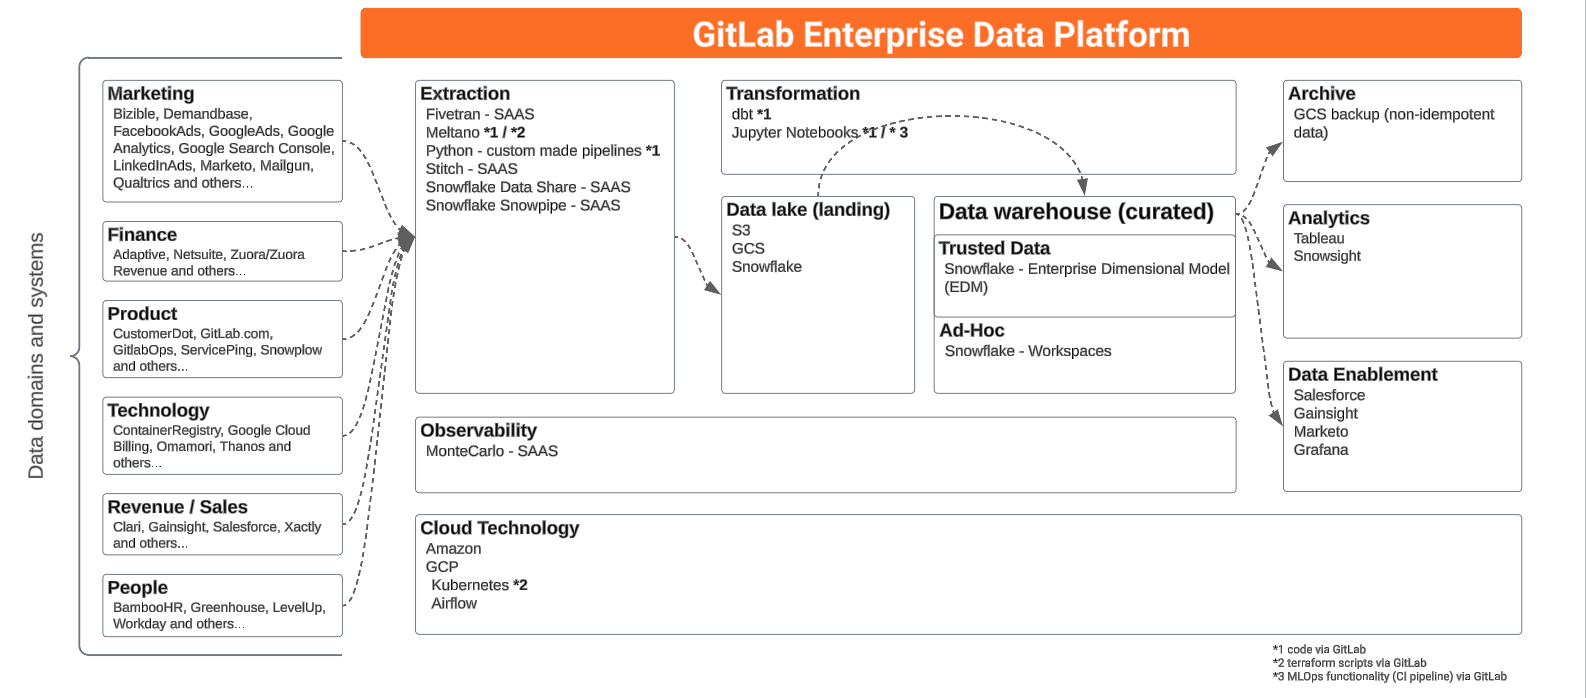 GitLab Enterprise Data Platform
Data domains and systems
Marketing
Bizible, Demandbase,
FacebookAds, GoogleAds, Google
Analytics, Google Search Console,
LinkedInAds, Marketo, Mailgun,
Qualtrics and others...
Finance
Adaptive, Netsuite, Zuora/Zuora
Revenue and others...
Product
CustomerDot, GitLab.com,
GitlabOps, ServicePing, Snowplow
and others...
Technology
ContainerRegistry, Google Cloud
Billing, Omamori, Thanos and
others...
Revenue / Sales
Clari, Gainsight, Salesforce, Xactly
and others...
People
BambooHR, Greenhouse, LevelUp,
Workday and others...
Extraction
Fivetran - SAAS
Meltano *1 / *2
Python - custom made pipelines *1
Stitch - SAAS
Snowflake Data Share - SAAS
Snowflake Snowpipe - SAAS
Transformation
dbt *1
Jupyter Notebooks *1 / * 3
Data lake (landing)
S3
GCS
Snowflake
Data warehouse (curated)
Trusted Data
Snowflake - Enterprise Dimensional Model
(EDM)
Ad-Hoc
Snowflake - Workspaces
Archive
GCS backup (non-idempotent
data)
Analytics
Tableau
Snowsight
Data Enablement
Salesforce
Gainsight
Marketo
Grafana
Observability
MonteCarlo - SAAS
Cloud Technology
Amazon
GCP
Kubernetes *2
Airflow
*1 code via GitLab
*2 terraform scripts via GitLab
*3 MLOps functionality (CI pipeline) via GitLab